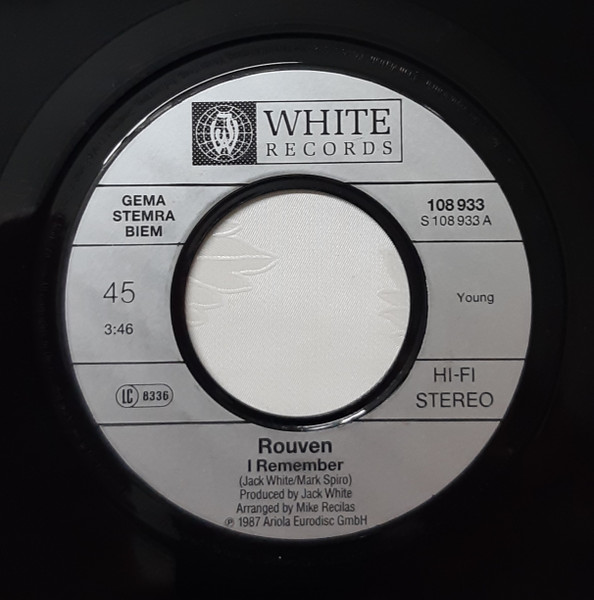 WHITE
RECORDS
GEMA
STEMRA
BIEM
108 933
S 108 933 A
45
3:46
Young
LC 8336
HI-FI
STEREO
Rouven
I Remember
(Jack White/Mark Spiro)
Produced by Jack White
Arranged by Mike Recilas
℗ 1987 Ariola Eurodisc GmbH